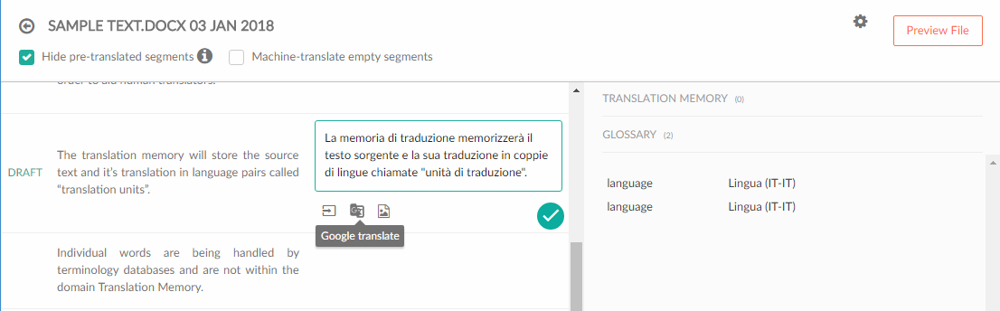 SAMPLE TEXT.DOCX 03 JAN 2018
Preview File
Hide pre-translated segments
Machine-translate empty segments
order to aid human translators.
TRANSLATION MEMORY (0)
GLOSSARY (2)
DRAFT
The translation memory will store the source
text and it's translation in language pairs called
“translation units”.
La memoria di traduzione memorizzerà il
testo sorgente e la sua traduzione in coppie
di lingue chiamate "unità di traduzione".
Google translate
language Lingua (IT-IT)
language Lingua (IT-IT)
Individual words are being handled by
terminology databases and are not within the
domain Translation Memory.